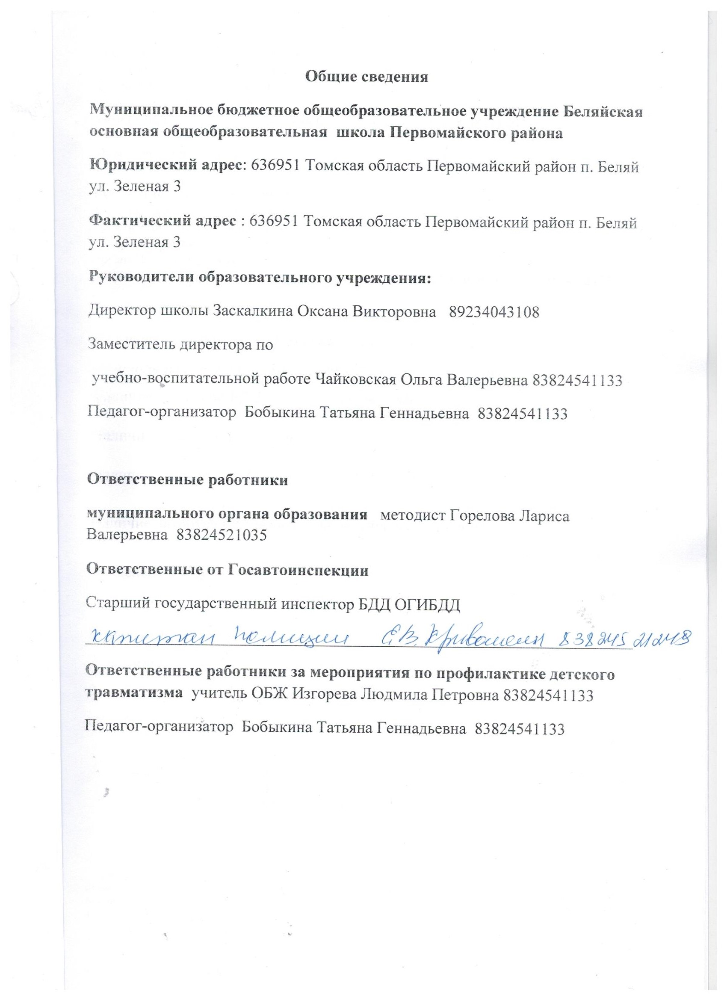 Общие сведения
Муниципальное бюджетное общеобразовательное учреждение Беляйская
основная общеобразовательная  школа Первомайского района
Юридический адрес: 636951 Томская область Первомайский район п. Беляй
ул. Зеленая 3
Фактический адрес : 636951 Томская область Первомайский район п. Беляй
ул. Зеленая 3
Руководители образовательного учреждения:
Директор школы Заскалкина Оксана Викторовна   89234043108
Заместитель директора по
учебно-воспитательной работе Чайковская Ольга Валерьевна 83824541133
Педагог-организатор  Бобыкина Татьяна Геннадьевна  83824541133
Ответственные работники
муниципального органа образования   методист Горелова Лариса
Валерьевна  83824521035
Ответственные от Госавтоинспекции
Старший государственный инспектор БДД ОГИБДД
капитан полиции Е.В. Кривошеин 83824521248
Ответственные работники за мероприятия по профилактике детского
травматизма  учитель ОБЖ Изгорева Людмила Петровна 83824541133
Педагог-организатор  Бобыкина Татьяна Геннадьевна  83824541133